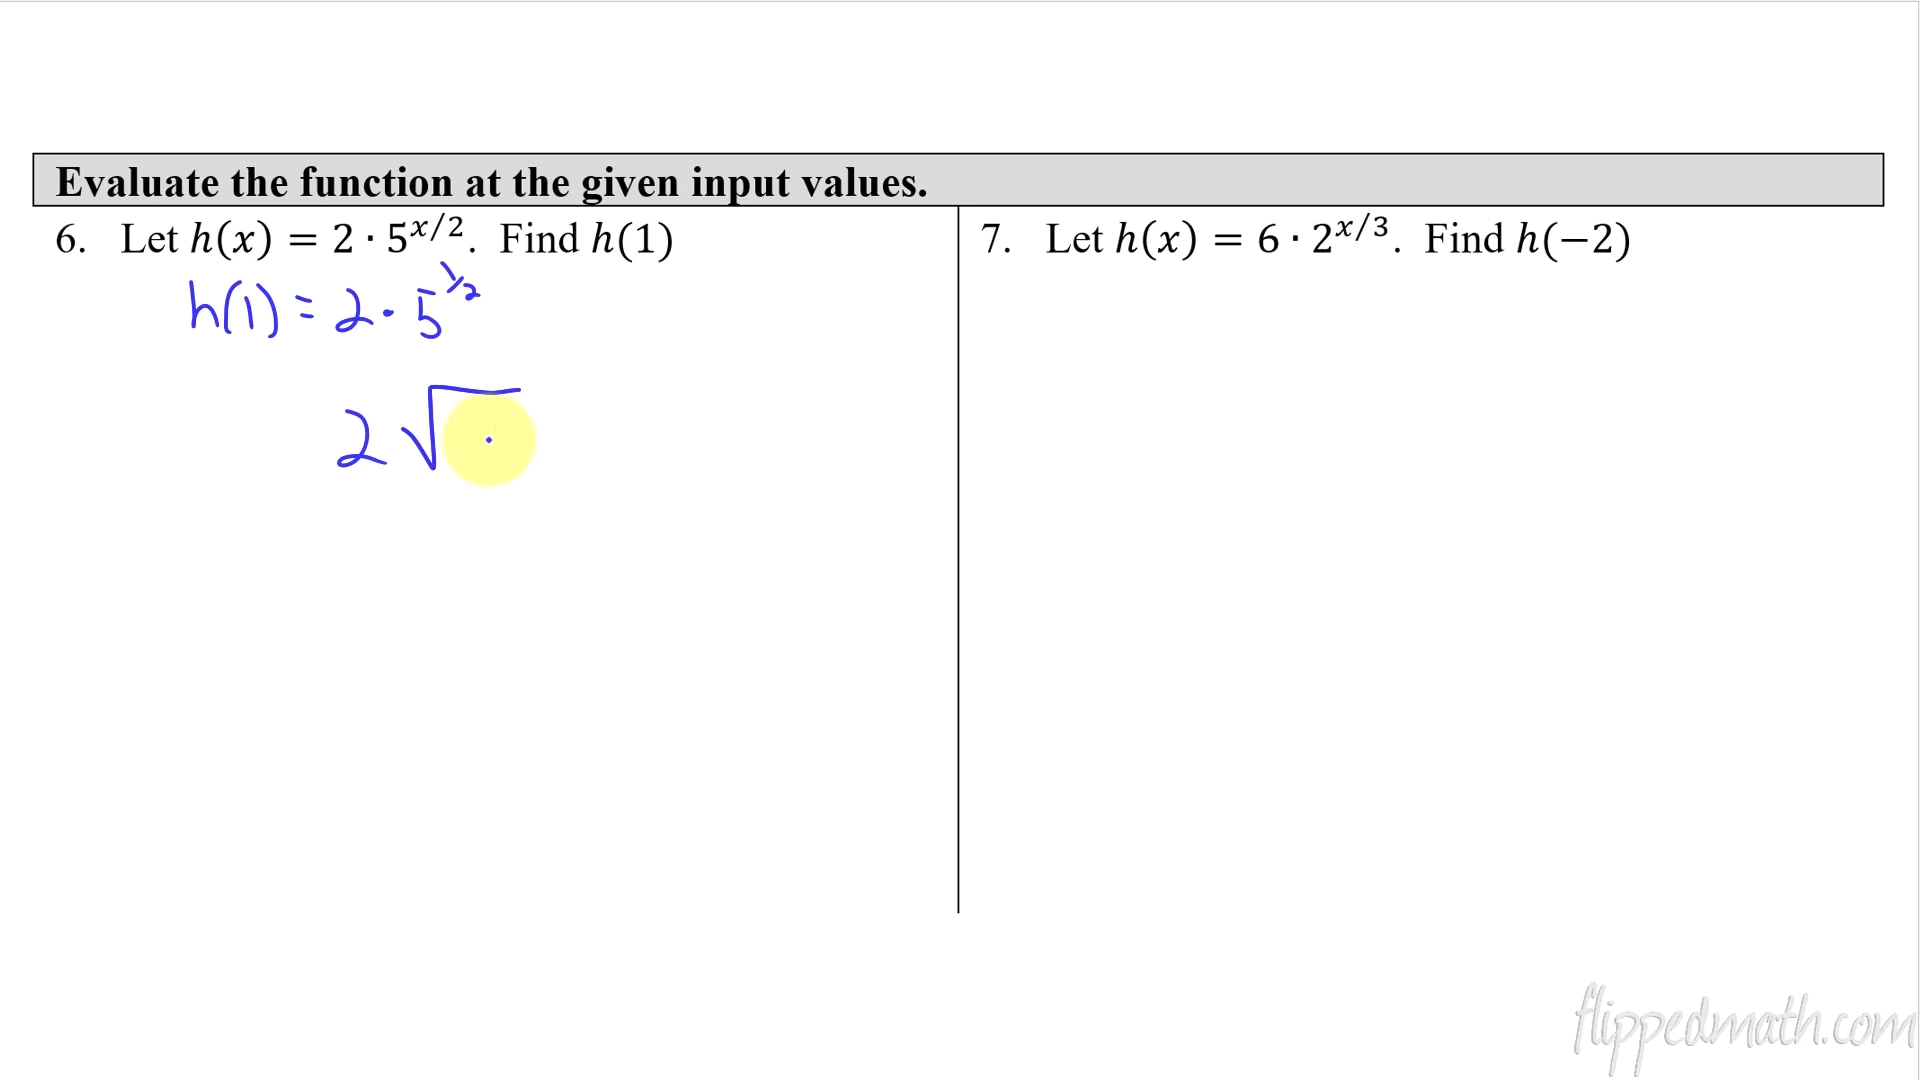 Evaluate the function at the given input values.
6. Let h(x) = 2 · 5^{x/2}. Find h(1)
h(1) = 2 · 5^{1/2}
2√
7. Let h(x) = 6 · 2^{x/3}. Find h(−2)
flippedmath.com